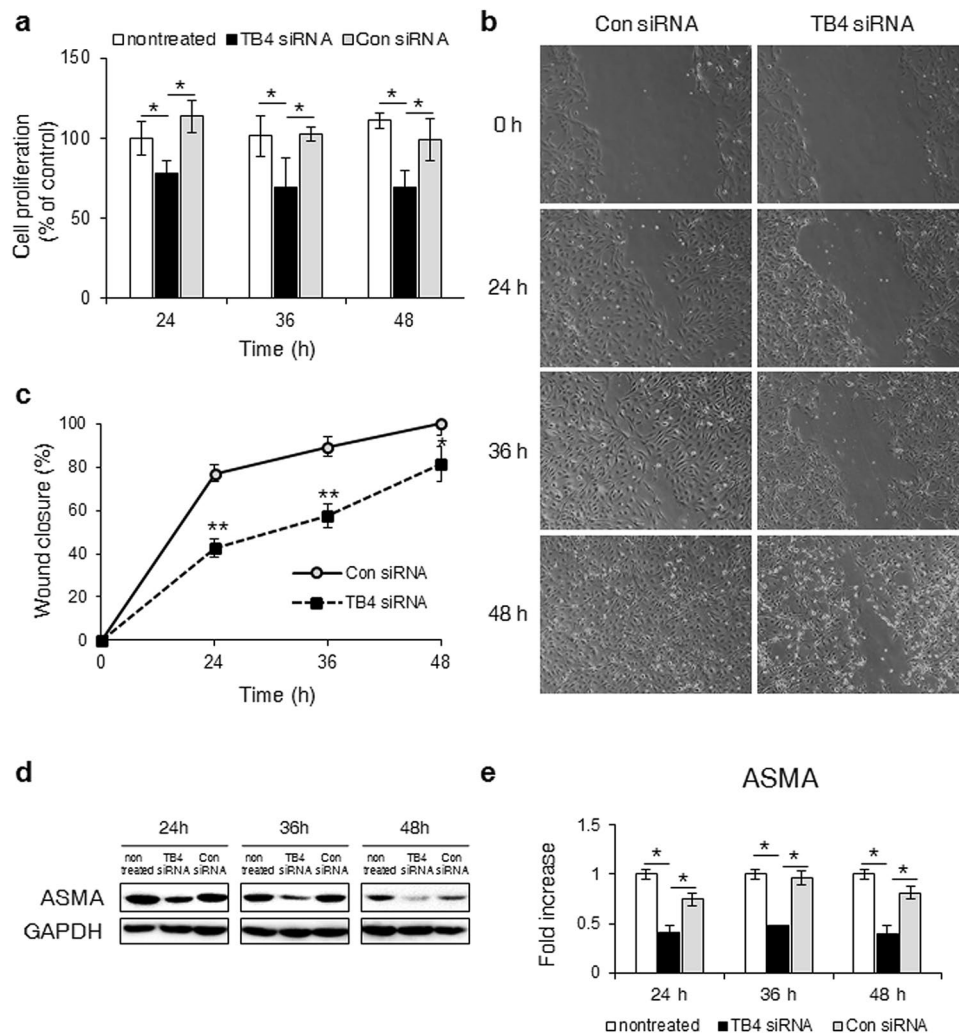 a
nontreated TB4 siRNA Con siRNA
150
100
50
0
Cell proliferation
(% of control)
* * * * * *
24 36 48
Time (h)
b
Con siRNA TB4 siRNA
0 h
24 h
36 h
48 h
c
100
80
60
40
20
0
Wound closure (%)
** ** *
Con siRNA
TB4 siRNA
0 24 36 48
Time (h)
d
24h 36h 48h
non TB4 Con non TB4 Con non TB4 Con
treated siRNA siRNA treated siRNA siRNA treated siRNA siRNA
ASMA
GAPDH
e
ASMA
1.5
1
0.5
0
Fold increase
* * * * * *
24 h 36 h 48 h
nontreated TB4 siRNA Con siRNA